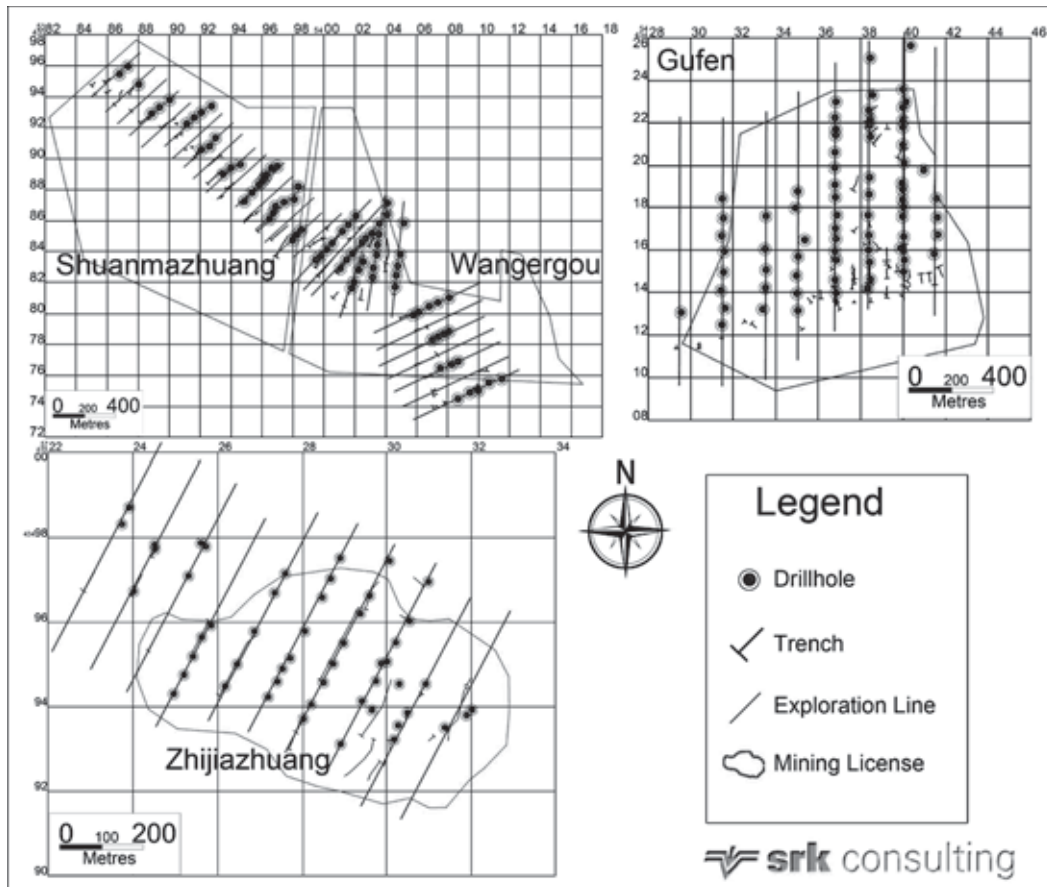 82 84 86 88 90 92 94 96 98 54 00 02 04 06 08 10 12 14 16 18
98
96
94
92
90
88
86
84
82
80
78
76
74
72
Shuanmazhuang
Wangergou
0 200 400
Metres
28 30 32 34 36 38 40 42 44 46
26
24
22
20
18
16
14
12
10
08
Gufen
0 200 400
Metres
22 24 26 28 30 32 34
00
98
96
94
92
90
Zhijiazhuang
0 100 200
Metres
N
Legend
Drillhole
Trench
Exploration Line
Mining License
srk consulting